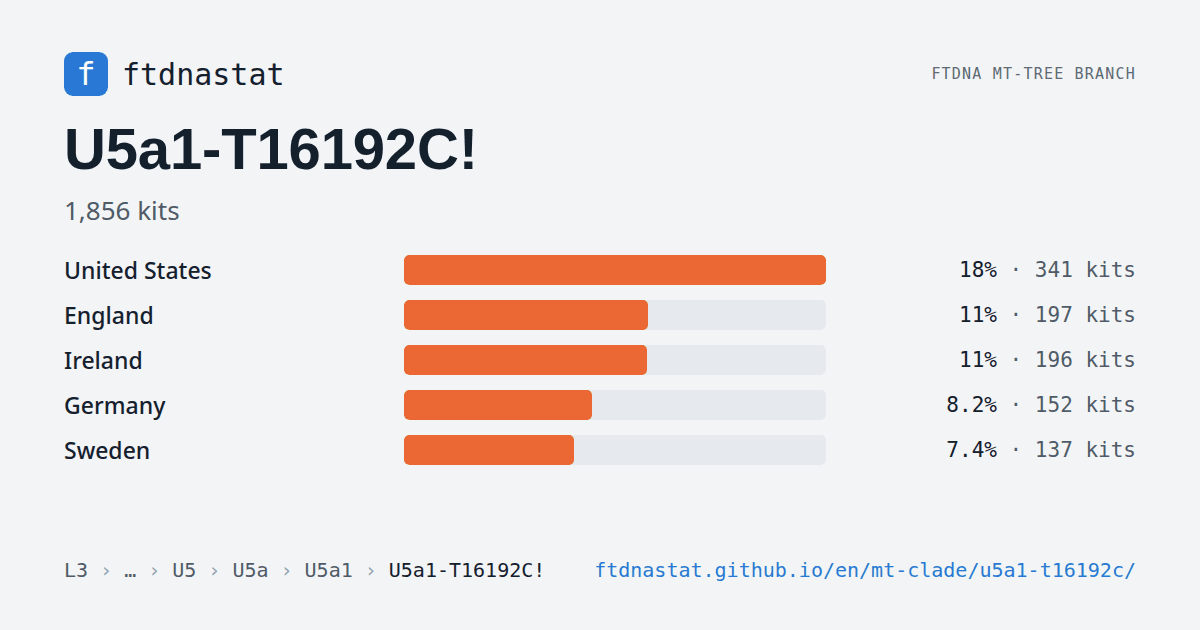 f ftdnastat
FTDNA MT-TREE BRANCH
U5a1-T16192C!
1,856 kits
United States 18% · 341 kits
England 11% · 197 kits
Ireland 11% · 196 kits
Germany 8.2% · 152 kits
Sweden 7.4% · 137 kits
L3 › … › U5 › U5a › U5a1 › U5a1-T16192C! ftdnastat.github.io/en/mt-clade/u5a1-t16192c/